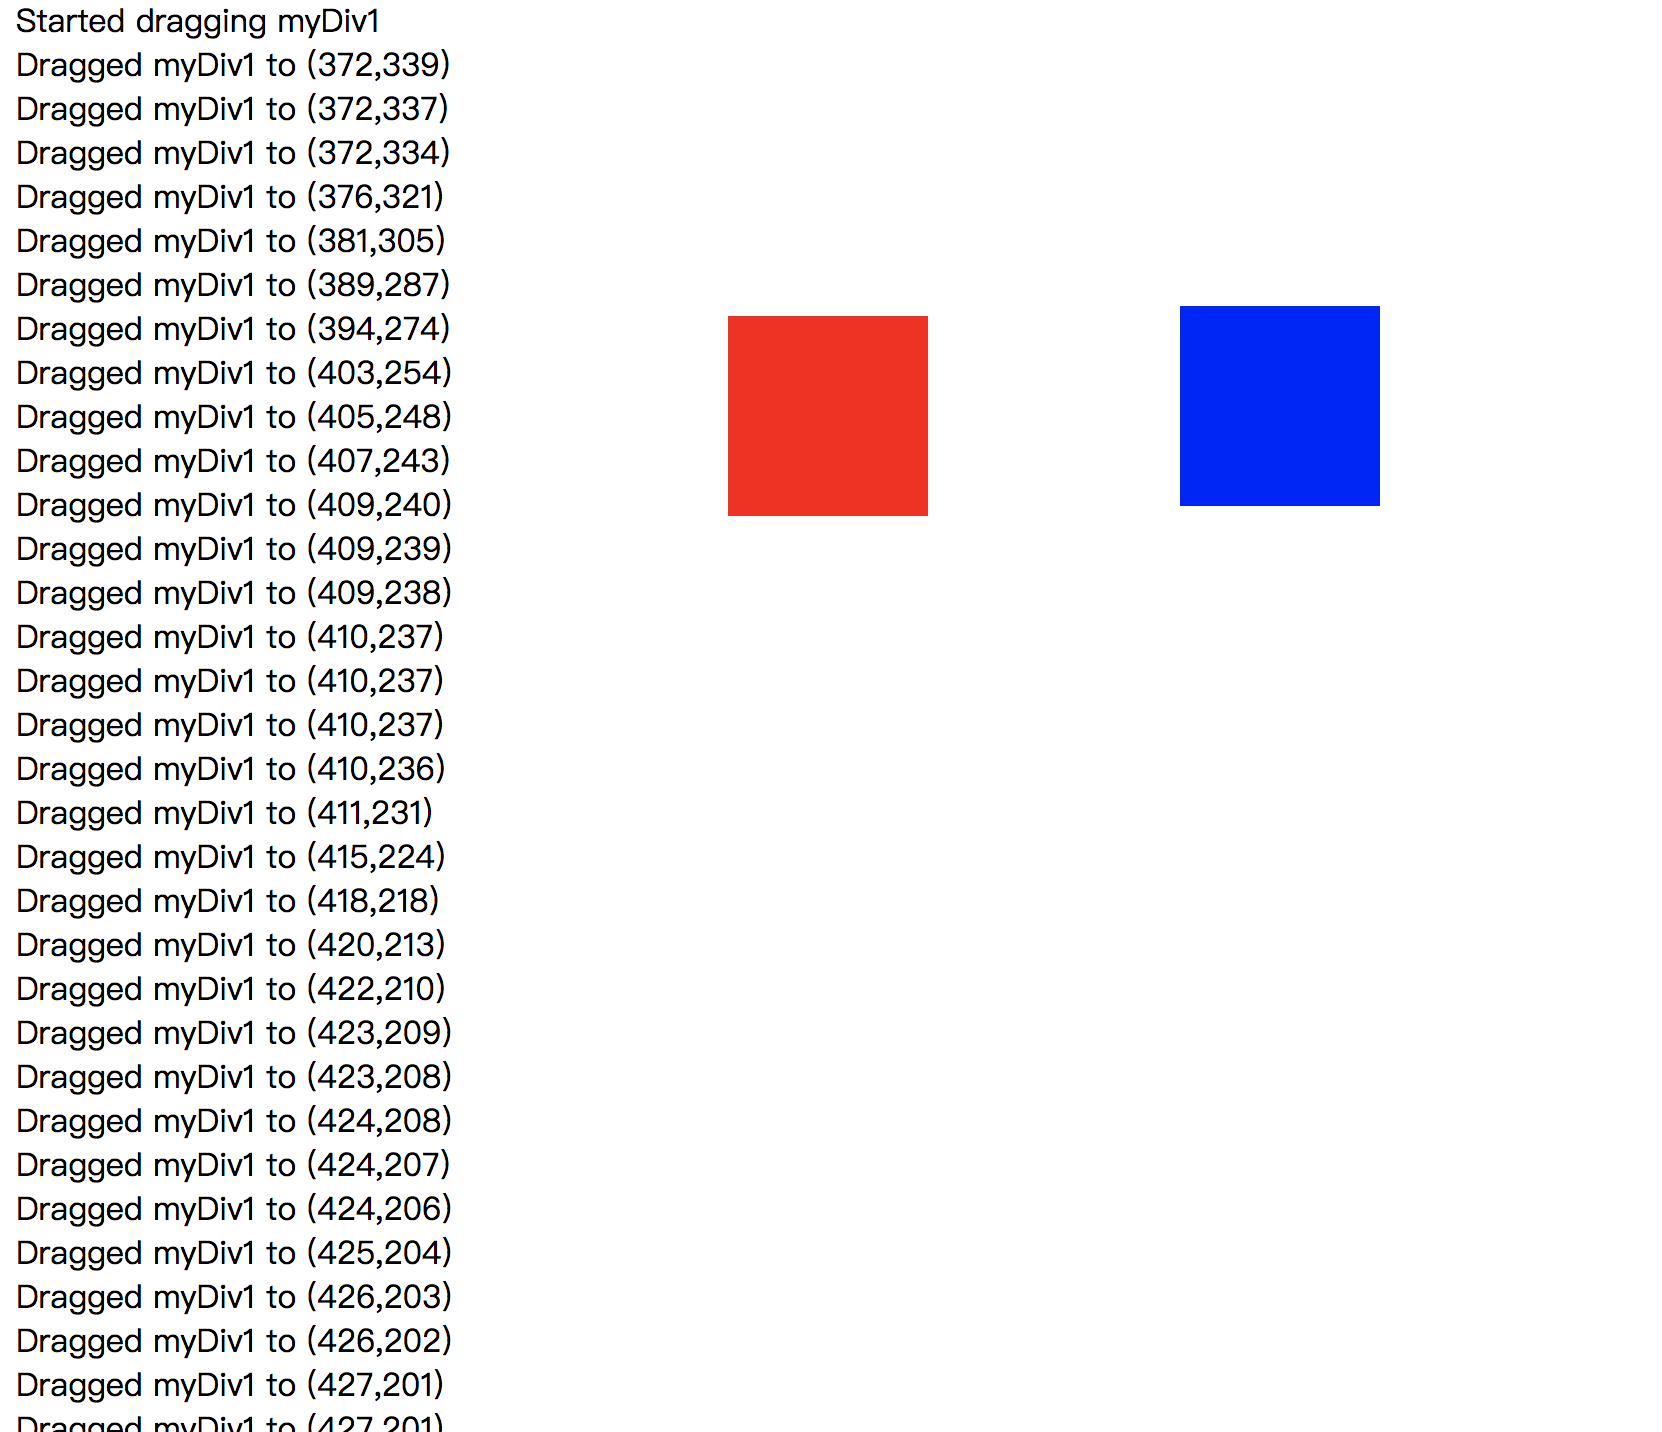 Started dragging myDiv1
Dragged myDiv1 to (372,339)
Dragged myDiv1 to (372,337)
Dragged myDiv1 to (372,334)
Dragged myDiv1 to (376,321)
Dragged myDiv1 to (381,305)
Dragged myDiv1 to (389,287)
Dragged myDiv1 to (394,274)
Dragged myDiv1 to (403,254)
Dragged myDiv1 to (405,248)
Dragged myDiv1 to (407,243)
Dragged myDiv1 to (409,240)
Dragged myDiv1 to (409,239)
Dragged myDiv1 to (409,238)
Dragged myDiv1 to (410,237)
Dragged myDiv1 to (410,237)
Dragged myDiv1 to (410,237)
Dragged myDiv1 to (410,236)
Dragged myDiv1 to (411,231)
Dragged myDiv1 to (415,224)
Dragged myDiv1 to (418,218)
Dragged myDiv1 to (420,213)
Dragged myDiv1 to (422,210)
Dragged myDiv1 to (423,209)
Dragged myDiv1 to (423,208)
Dragged myDiv1 to (424,208)
Dragged myDiv1 to (424,207)
Dragged myDiv1 to (424,206)
Dragged myDiv1 to (425,204)
Dragged myDiv1 to (426,203)
Dragged myDiv1 to (426,202)
Dragged myDiv1 to (427,201)
Dragged myDiv1 to (427,201)